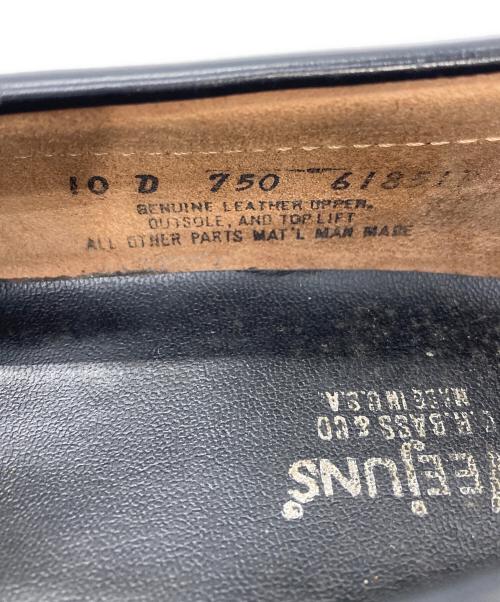 10 D 750 618517
GENUINE LEATHER UPPER,
OUTSOLE, AND TOP LIFT
ALL OTHER PARTS MAT'L MAN MADE
EEJUNS
G.H. BASS & CO
MADE IN U.S.A.